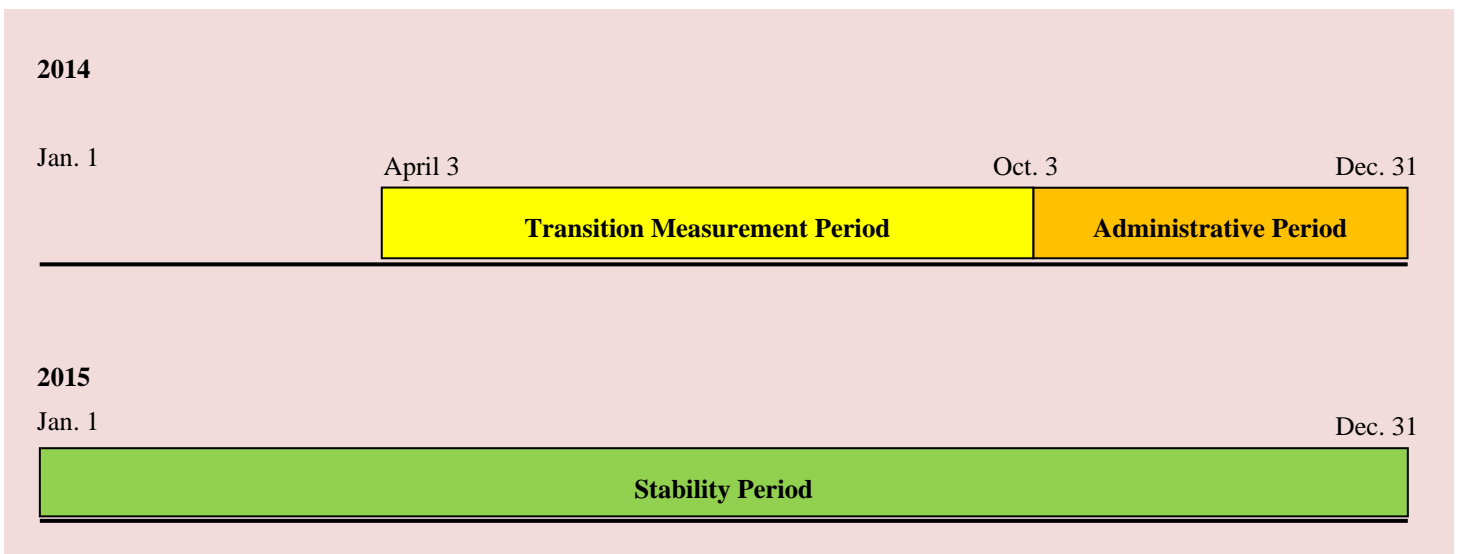 2014
Jan. 1
April 3
Oct. 3
Dec. 31
Transition Measurement Period
Administrative Period
2015
Jan. 1
Dec. 31
Stability Period